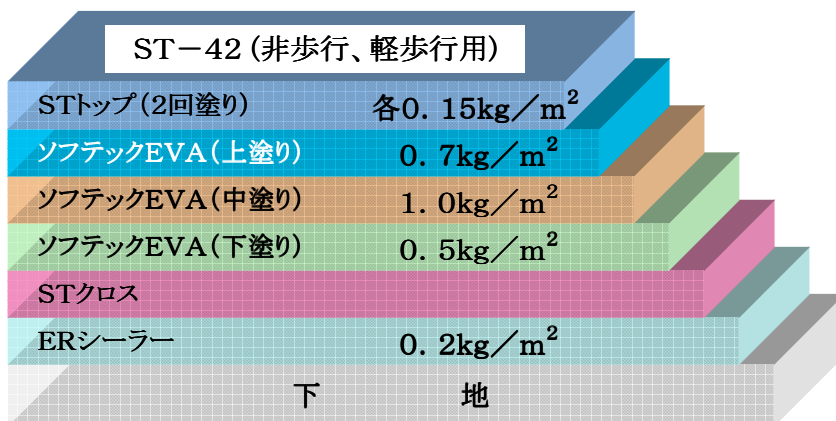 ST－42 (非歩行、軽歩行用)
STトップ（2回塗り） 各0．15kg／m²
ソフテックEVA（上塗り） 0．7kg／m²
ソフテックEVA（中塗り） 1．0kg／m²
ソフテックEVA（下塗り） 0．5kg／m²
STクロス
ERシーラー 0．2kg／m²
下 地